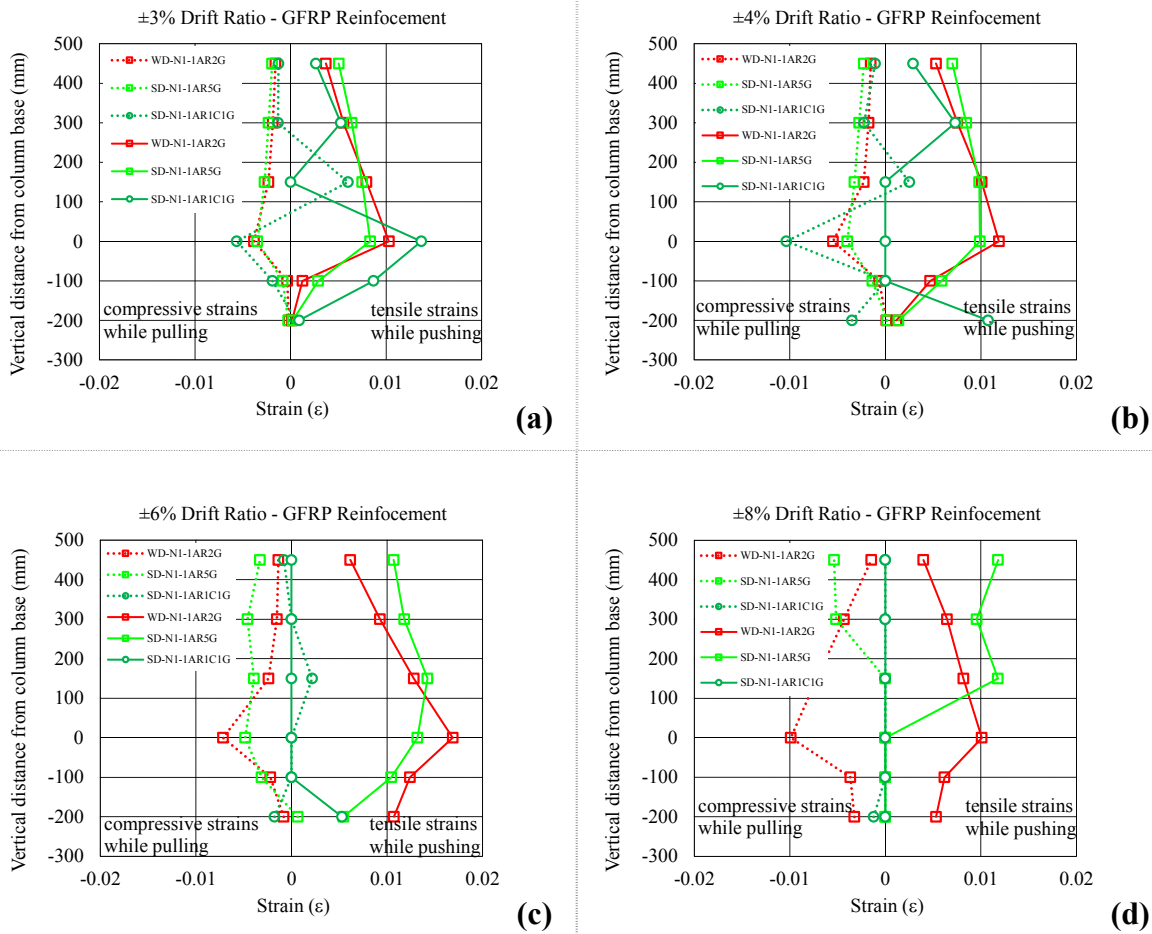 ±3% Drift Ratio - GFRP Reinfocement
Vertical distance from column base (mm)
500
400
300
200
100
0
-100
-200
-300
WD-N1-1AR2G
SD-N1-1AR5G
SD-N1-1AR1C1G
WD-N1-1AR2G
SD-N1-1AR5G
SD-N1-1AR1C1G
compressive strains
while pulling
tensile strains
while pushing
-0.02
-0.01
0
0.01
0.02
Strain (ε)
(a)
±4% Drift Ratio - GFRP Reinfocement
Vertical distance from column base (mm)
500
400
300
200
100
0
-100
-200
-300
WD-N1-1AR2G
SD-N1-1AR5G
SD-N1-1AR1C1G
WD-N1-1AR2G
SD-N1-1AR5G
SD-N1-1AR1C1G
compressive strains
while pulling
tensile strains
while pushing
-0.02
-0.01
0
0.01
0.02
Strain (ε)
(b)
±6% Drift Ratio - GFRP Reinfocement
Vertical distance from column base (mm)
500
400
300
200
100
0
-100
-200
-300
WD-N1-1AR2G
SD-N1-1AR5G
SD-N1-1AR1C1G
WD-N1-1AR2G
SD-N1-1AR5G
SD-N1-1AR1C1G
compressive strains
while pulling
tensile strains
while pushing
-0.02
-0.01
0
0.01
0.02
Strain (ε)
(c)
±8% Drift Ratio - GFRP Reinfocement
Vertical distance from column base (mm)
500
400
300
200
100
0
-100
-200
-300
WD-N1-1AR2G
SD-N1-1AR5G
SD-N1-1AR1C1G
WD-N1-1AR2G
SD-N1-1AR5G
SD-N1-1AR1C1G
compressive strains
while pulling
tensile strains
while pushing
-0.02
-0.01
0
0.01
0.02
Strain (ε)
(d)